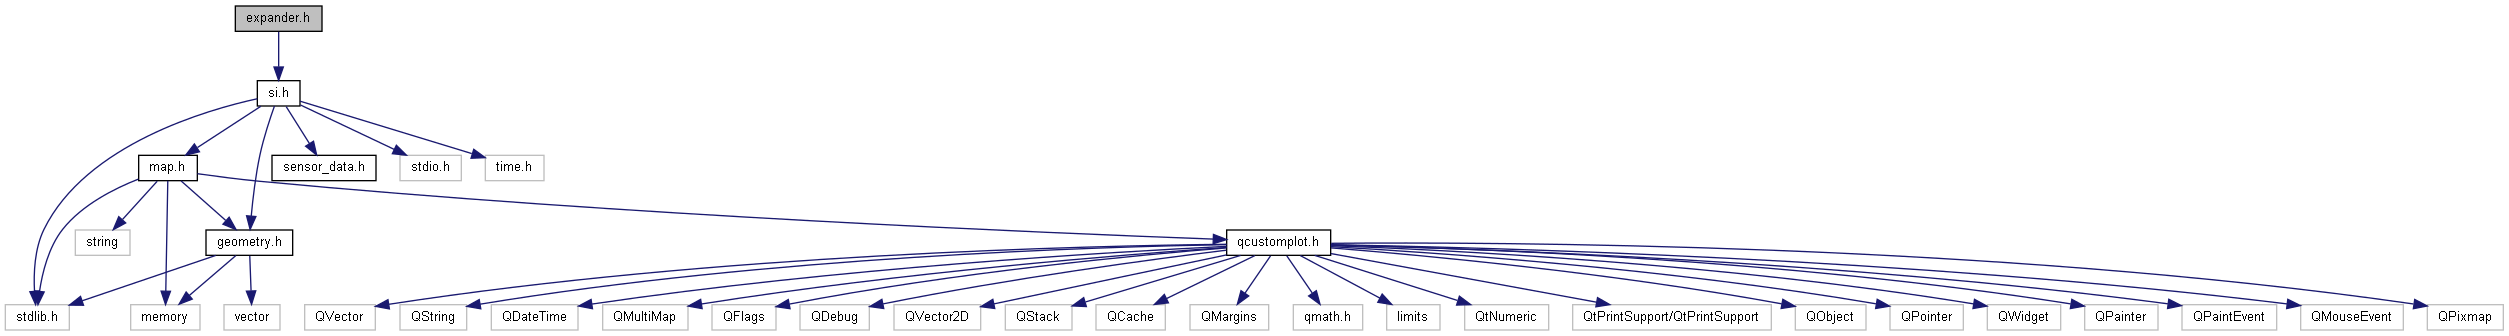 expander.h
si.h
map.h
sensor_data.h
stdio.h
time.h
string
geometry.h
qcustomplot.h
stdlib.h
memory
vector
QVector
QString
QDateTime
QMultiMap
QFlags
QDebug
QVector2D
QStack
QCache
QMargins
qmath.h
limits
QtNumeric
QtPrintSupport/QtPrintSupport
QObject
QPointer
QWidget
QPainter
QPaintEvent
QMouseEvent
QPixmap